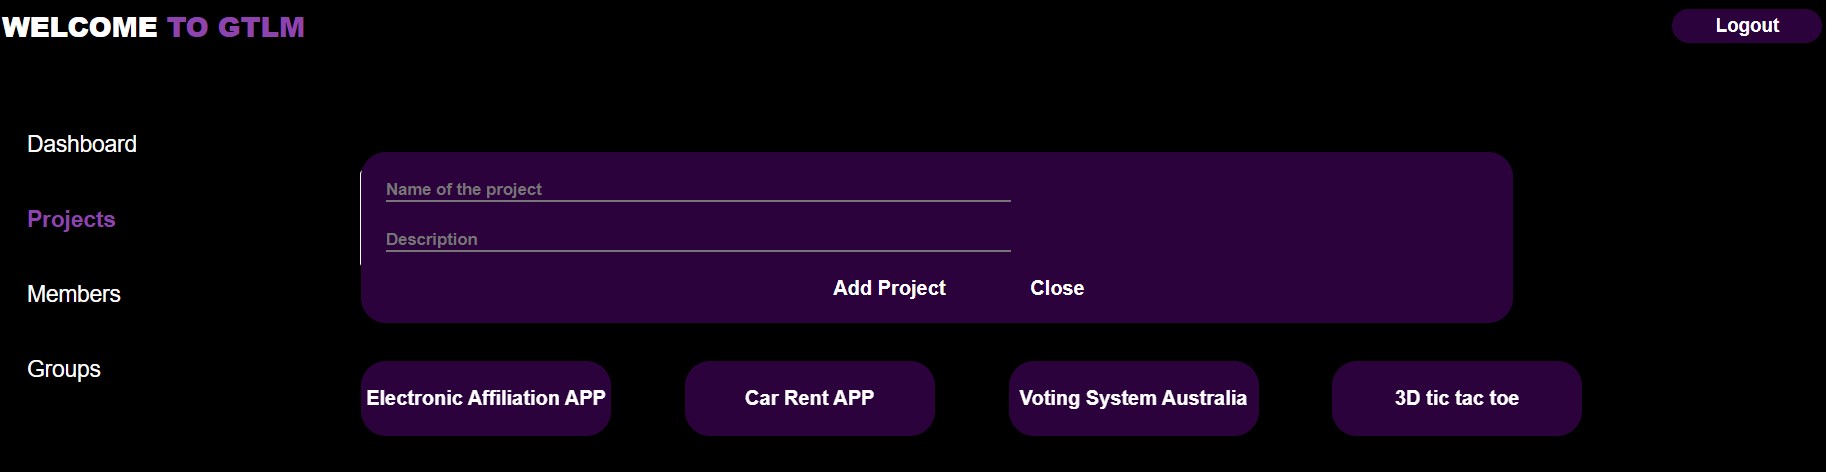 WELCOME TO GTLM
Logout
Dashboard
Projects
Members
Groups
Name of the project
Description
Add Project Close
Electronic Affiliation APP
Car Rent APP
Voting System Australia
3D tic tac toe